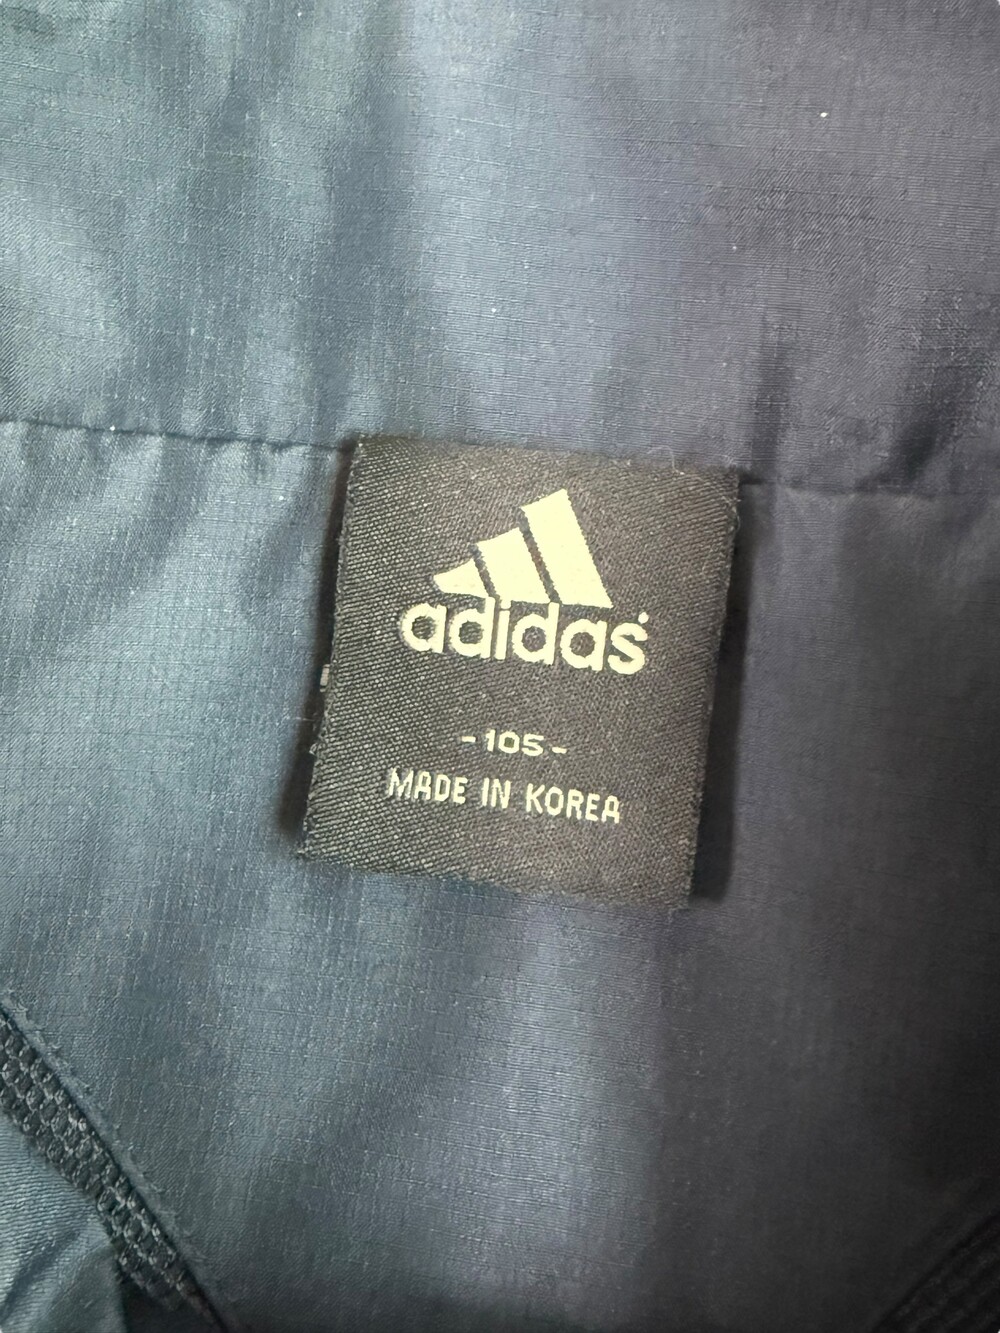 adidas
-105-
MADE IN KOREA